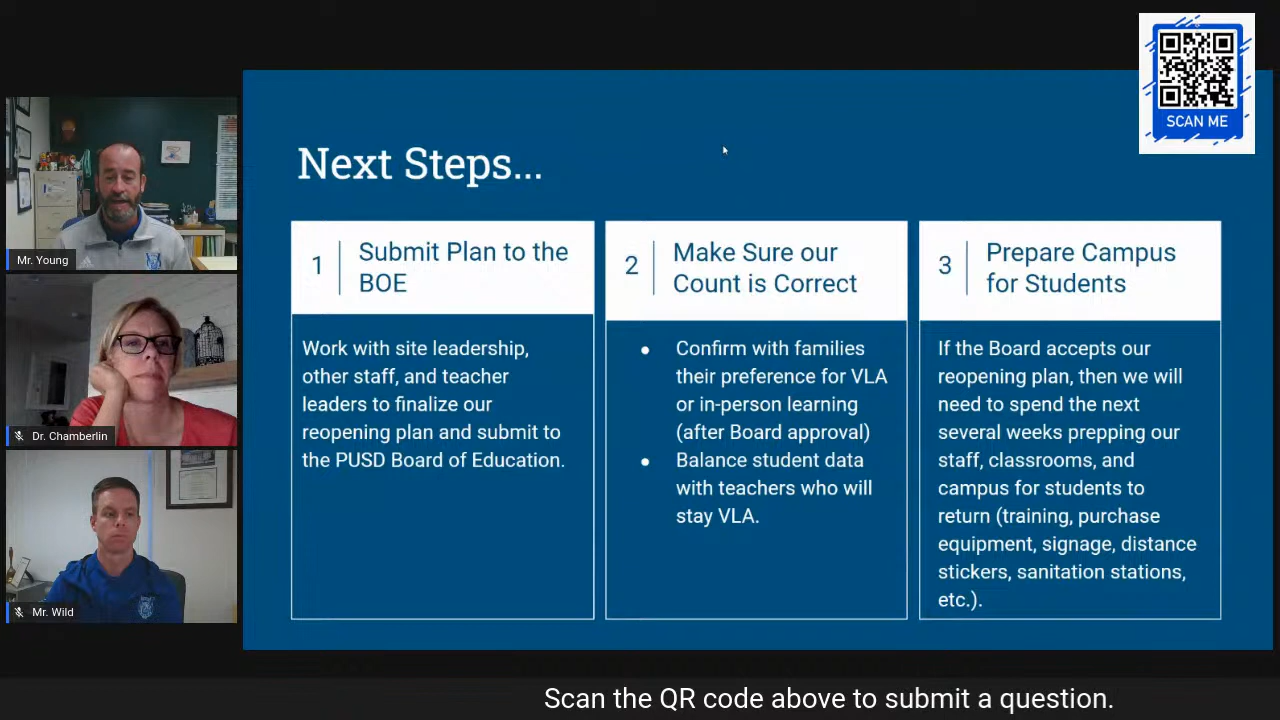 SCAN ME
Next Steps...
1
Submit Plan to the
BOE
Work with site leadership,
other staff, and teacher
leaders to finalize our
reopening plan and submit to
the PUSD Board of Education.
2
Make Sure our
Count is Correct
● Confirm with families
their preference for VLA
or in-person learning
(after Board approval)
● Balance student data
with teachers who will
stay VLA.
3
Prepare Campus
for Students
If the Board accepts our
reopening plan, then we will
need to spend the next
several weeks prepping our
staff, classrooms, and
campus for students to
return (training, purchase
equipment, signage, distance
stickers, sanitation stations,
etc.).
Mr. Young
Dr. Chamberlin
Mr. Wild
Scan the QR code above to submit a question.